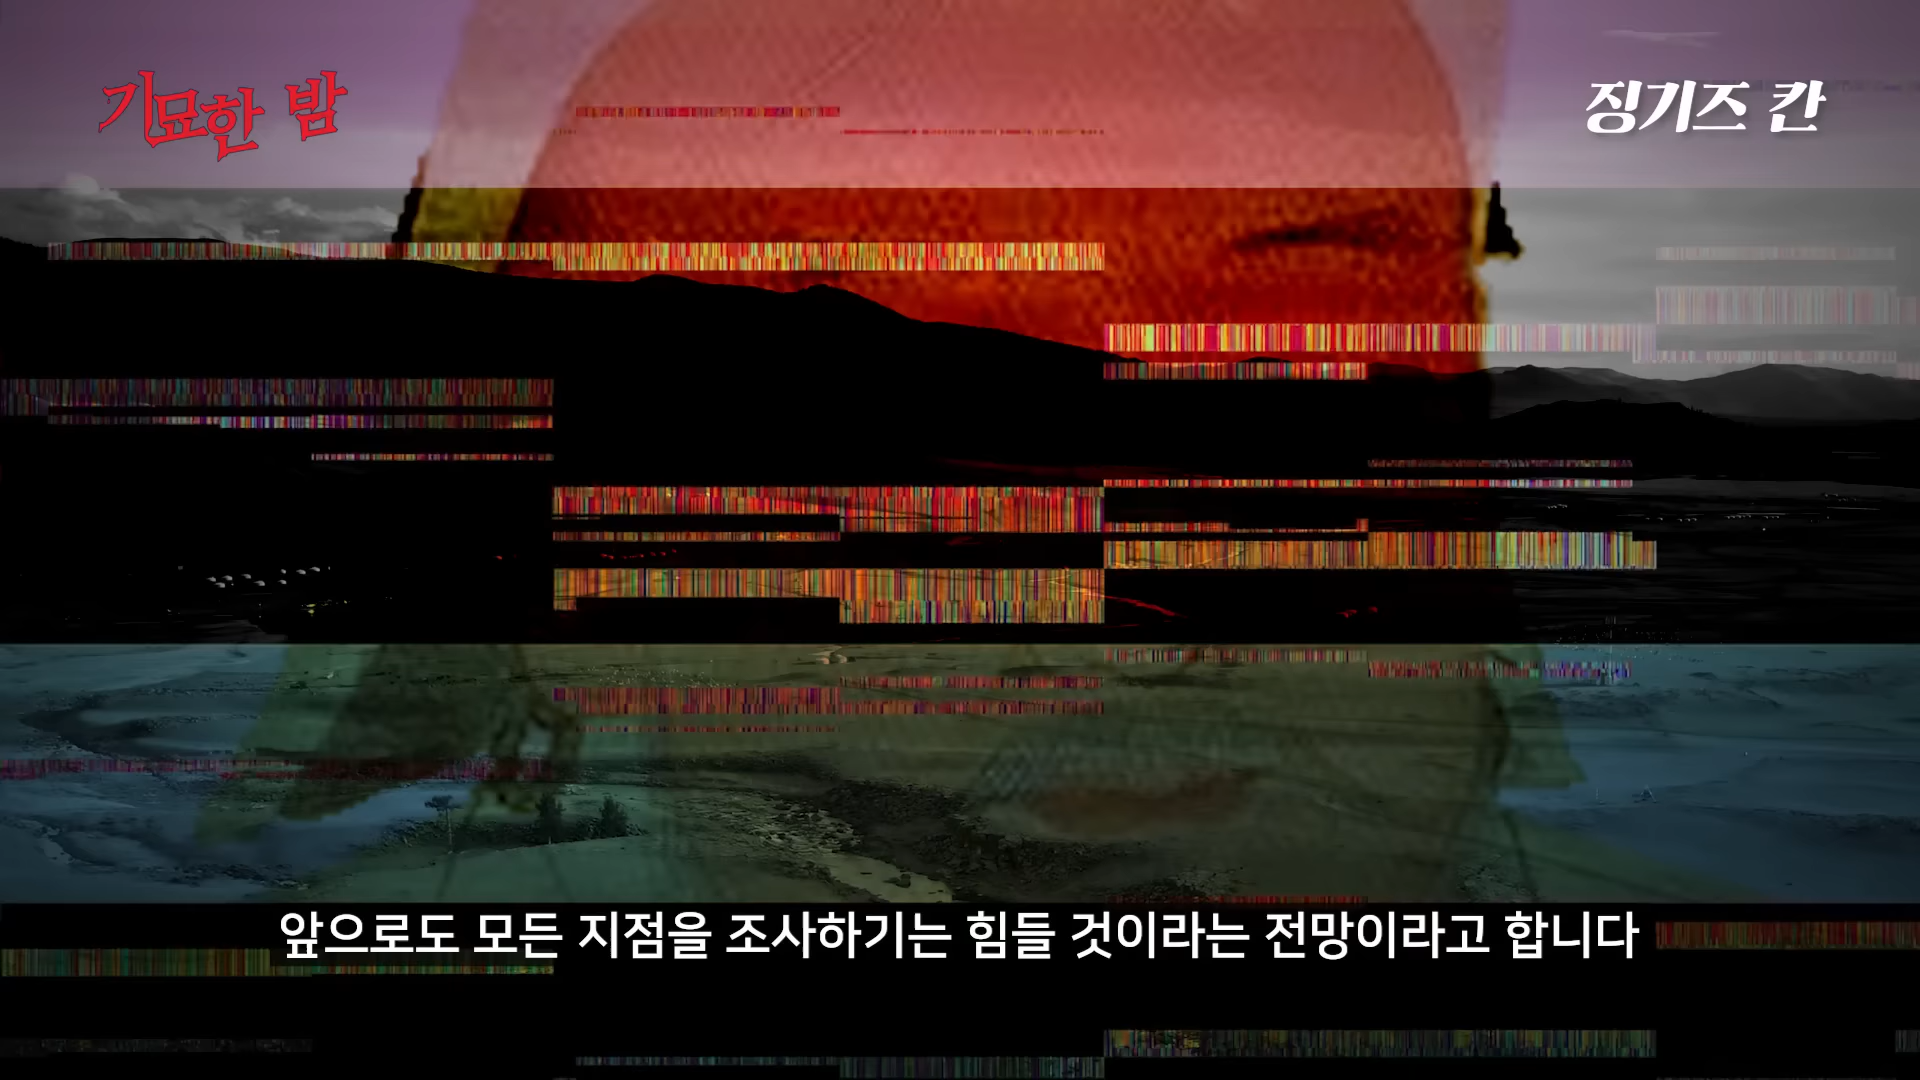 기묘한 밤
징기즈 칸
앞으로도 모든 지점을 조사하기는 힘들 것이라는 전망이라고 합니다